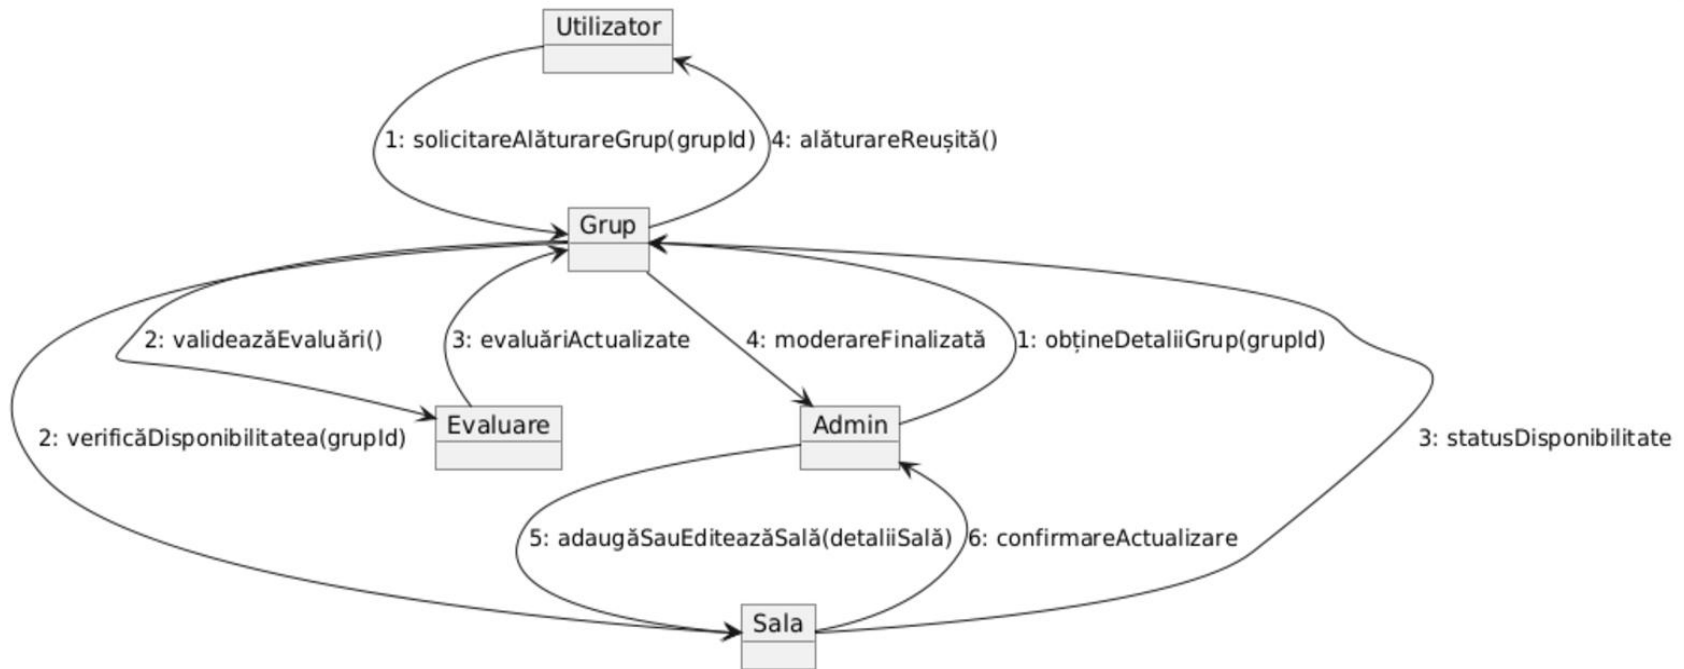 Utilizator
1: solicitareAlăturareGrup(grupId)
4: alăturareReușită()
Grup
2: valideazăEvaluări()
3: evaluăriActualizate
4: moderareFinalizată
1: obțineDetaliiGrup(grupId)
Evaluare
Admin
2: verificăDisponibilitatea(grupId)
3: statusDisponibilitate
5: adaugăSauEditeazăSală(detaliiSală)
6: confirmareActualizare
Sala